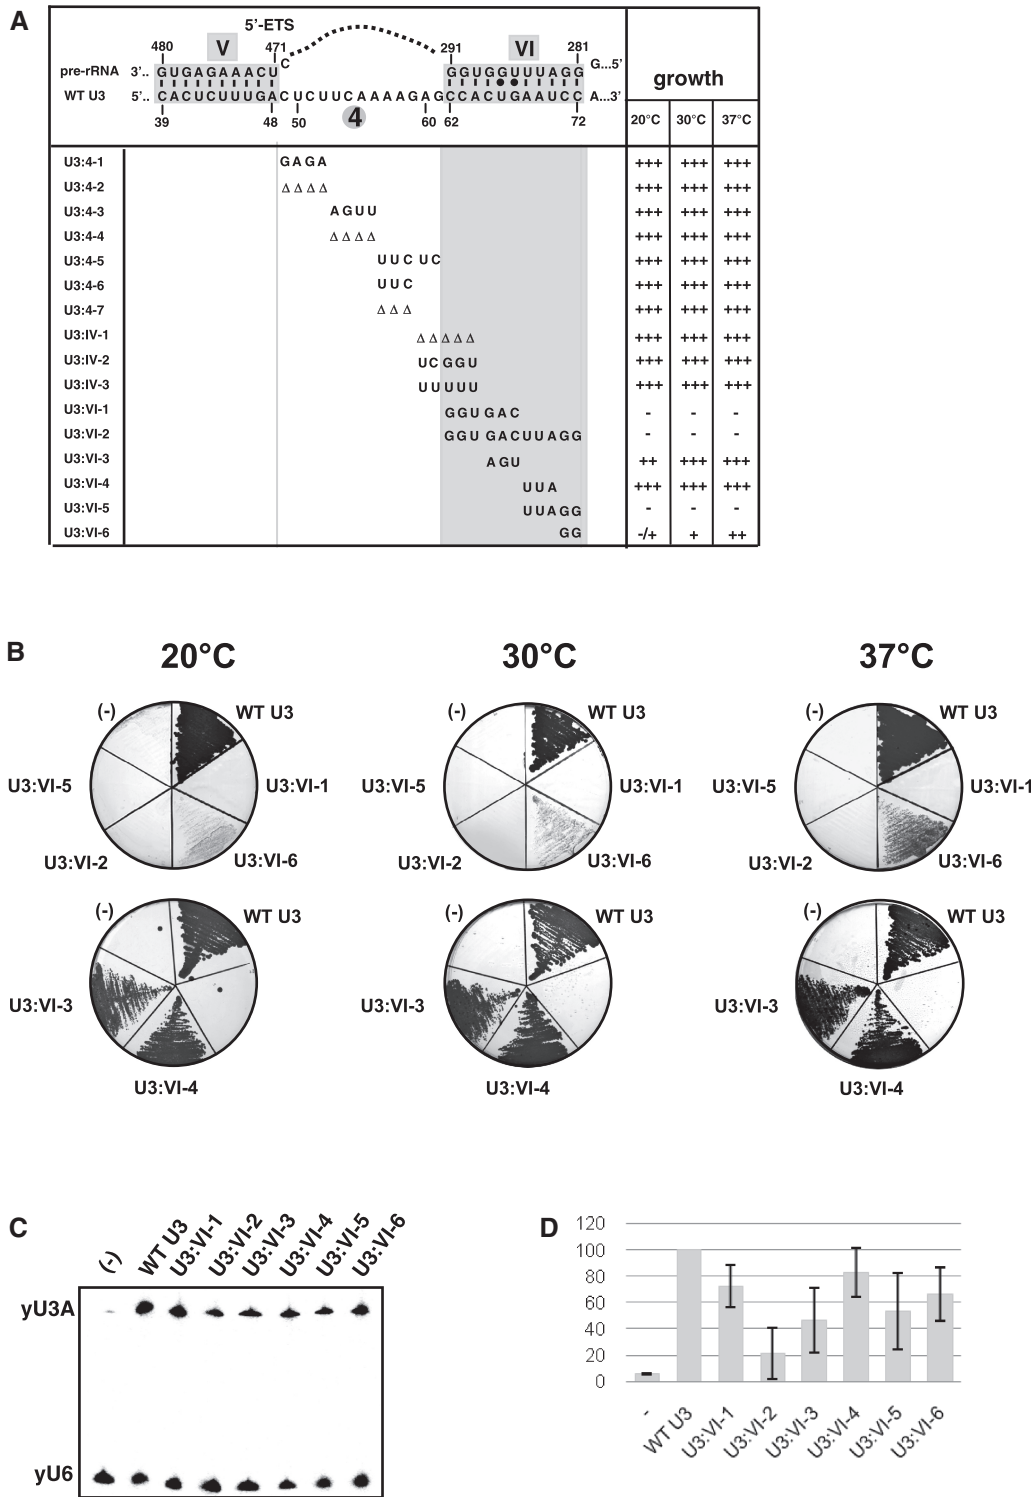 A
5'-ETS
480 V 471 291 VI 281
pre-rRNA 3'.. GUGAGAAACU C GGUGGUUUAGG G...5'
WT U3 5'.. CACUCUUUGACUCUUCAAAAGAGCCACUGAAUCC A...3'
39 48 50 4 60 62 72
growth
20°C 30°C 37°C
U3:4-1 GAGA +++ +++ +++
U3:4-2 ΔΔΔΔ +++ +++ +++
U3:4-3 AGUU +++ +++ +++
U3:4-4 ΔΔΔΔ +++ +++ +++
U3:4-5 UUCUC +++ +++ +++
U3:4-6 UUC +++ +++ +++
U3:4-7 ΔΔΔ +++ +++ +++
U3:IV-1 ΔΔΔΔΔ +++ +++ +++
U3:IV-2 UCGGU +++ +++ +++
U3:IV-3 UUUUU +++ +++ +++
U3:VI-1 GGUGAC - - -
U3:VI-2 GGUGACUUAGG - - -
U3:VI-3 AGU ++ +++ +++
U3:VI-4 UUA +++ +++ +++
U3:VI-5 UUAGG - - -
U3:VI-6 GG -/+ + ++
B
20°C 30°C 37°C
(-) WT U3 (-) WT U3 (-) WT U3
U3:VI-5 U3:VI-1 U3:VI-5 U3:VI-1 U3:VI-5 U3:VI-1
U3:VI-2 U3:VI-6 U3:VI-2 U3:VI-6 U3:VI-2 U3:VI-6
(-) WT U3 (-) WT U3 (-) WT U3
U3:VI-3 U3:VI-3 U3:VI-3
U3:VI-4 U3:VI-4 U3:VI-4
C
(-) WT U3 U3:VI-1 U3:VI-2 U3:VI-3 U3:VI-4 U3:VI-5 U3:VI-6
yU3A
yU6
D
120
100
80
60
40
20
0
- WT U3 U3:VI-1 U3:VI-2 U3:VI-3 U3:VI-4 U3:VI-5 U3:VI-6